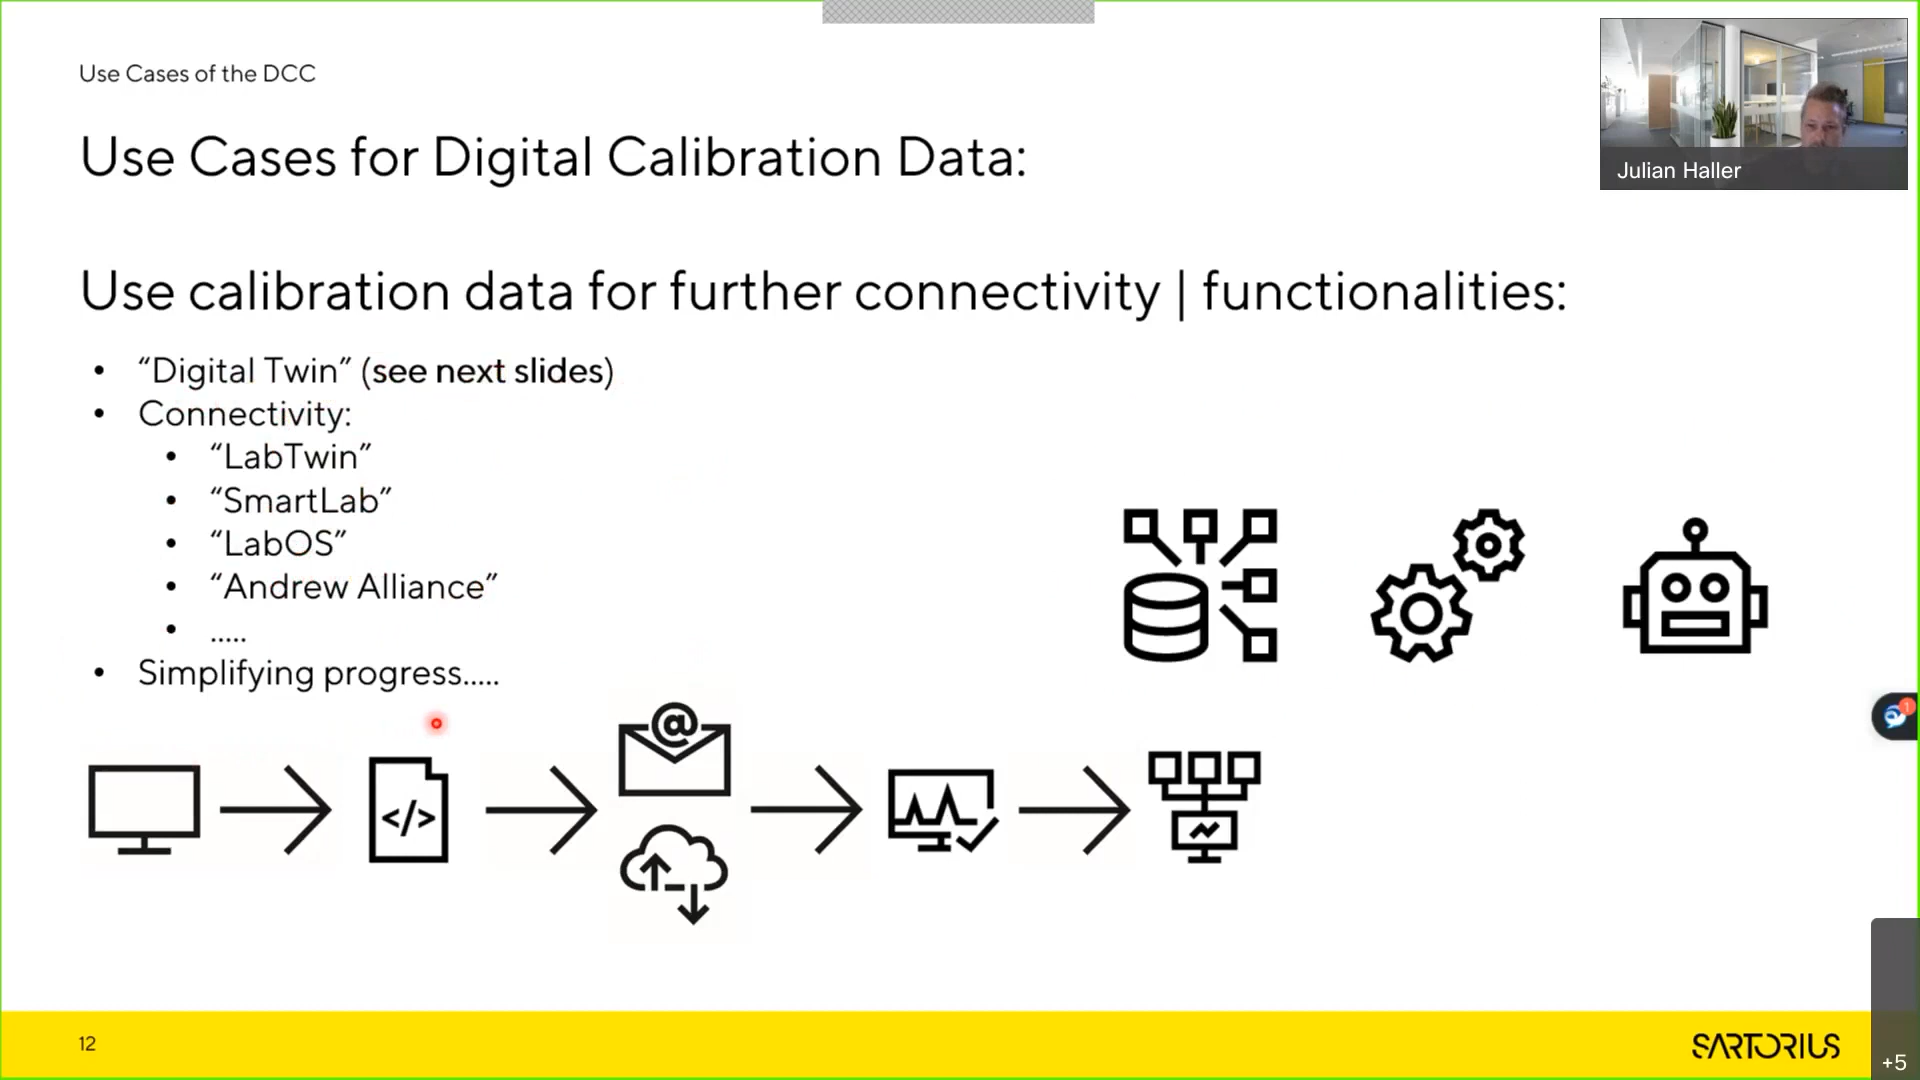 Use Cases of the DCC
Julian Haller
Use Cases for Digital Calibration Data:
Use calibration data for further connectivity | functionalities:
• “Digital Twin” (see next slides)
• Connectivity:
• “LabTwin”
• “SmartLab”
• “LabOS”
• “Andrew Alliance”
• .....
• Simplifying progress.....
@
</>
1
12
SARTORIUS
+5